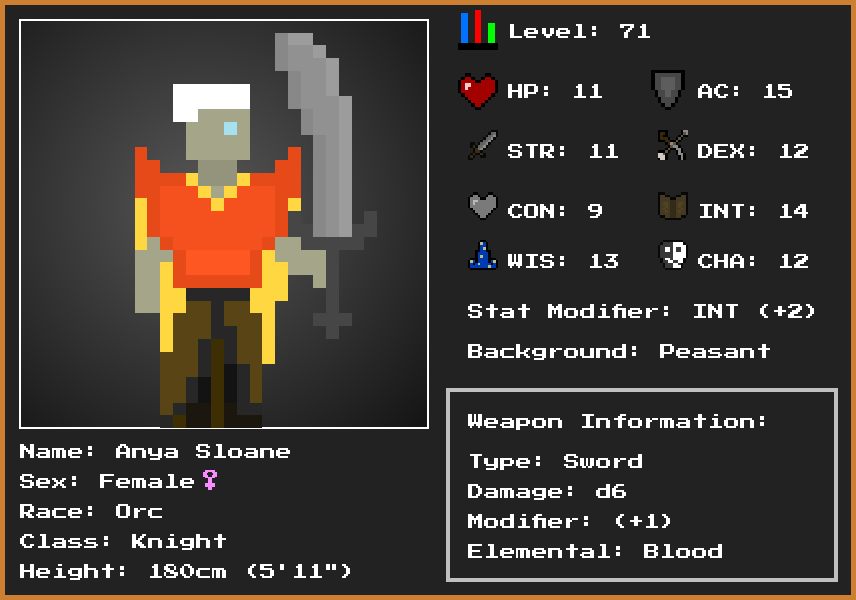 Level: 71
HP: 11 AC: 15
STR: 11 DEX: 12
CON: 9 INT: 14
WIS: 13 CHA: 12
Stat Modifier: INT (+2)
Background: Peasant
Weapon Information:
Type: Sword
Damage: d6
Modifier: (+1)
Elemental: Blood
Name: Anya Sloane
Sex: Female♀
Race: Orc
Class: Knight
Height: 180cm (5'11")